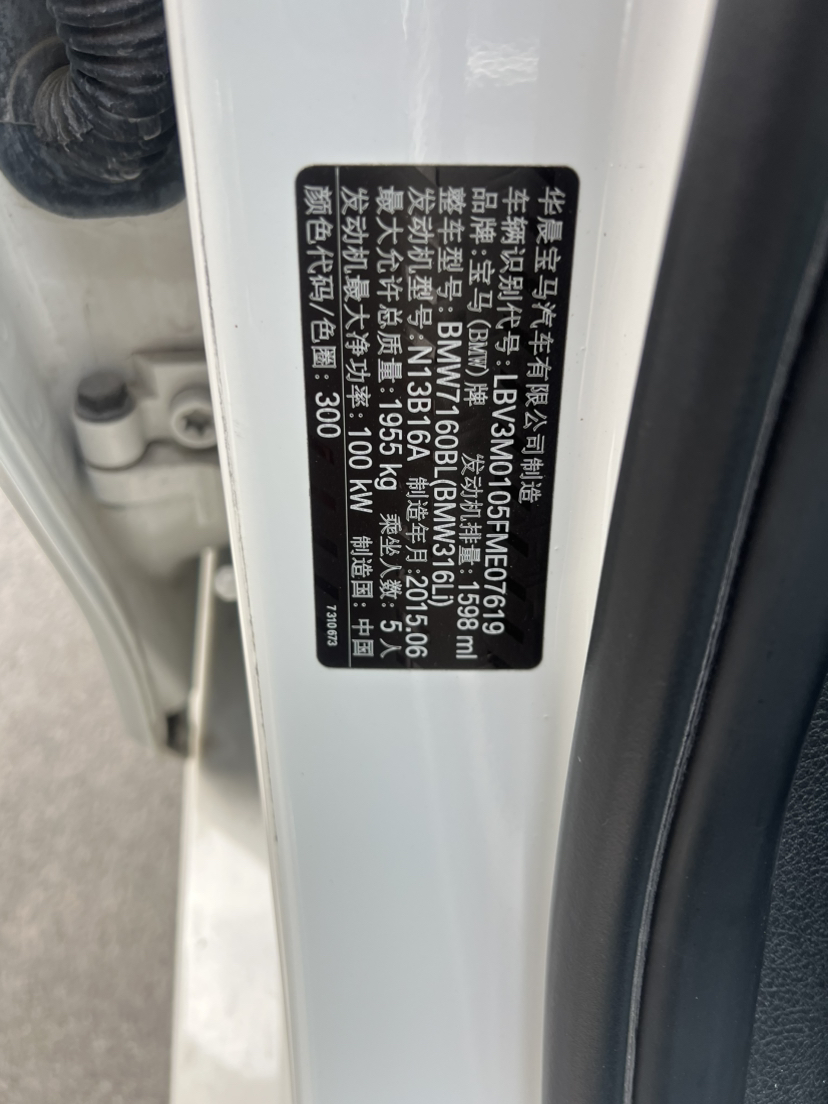 华晨宝马汽车有限公司制造
车辆识别代号: LBV3M0105FME07619
品牌:宝马(BMW)牌 发动机排量: 1598 ml
整车型号: BMW7160BL(BMW316Li)
发动机型号:N13B16A 制造年月:2015.06
最大允许总质量: 1955 kg 乘坐人数: 5 人
发动机最大净功率: 100 kW 制造国: 中国
颜色代码/色圈: 300
7 310 673